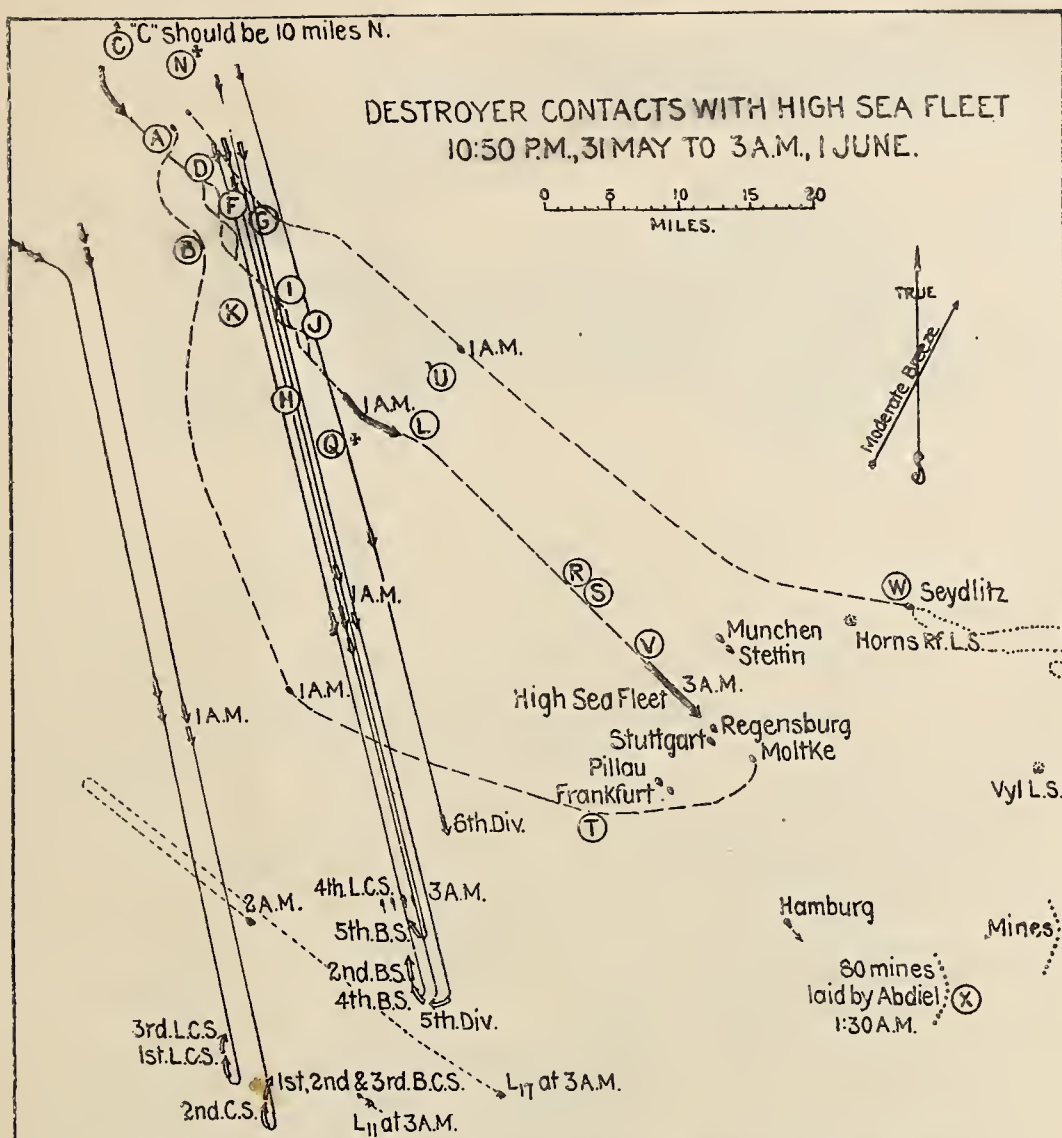 "C" should be 10 miles N.
C
N
DESTROYER CONTACTS WITH HIGH SEA FLEET
10:50 P.M., 31 MAY TO 3 A.M., 1 JUNE.
0 5 10 15 20
MILES.
A
D
F
G
B
I
K
J
TRUE
Moderate Breeze
1 A.M.
U
H
1 A.M.
L
Q
R
S
1 A.M.
W
Seydlitz
Horns Rf. L.S.
Munchen
Stettin
V
3 A.M.
High Sea Fleet
1 A.M.
1 A.M.
Regensburg
Stuttgart
Moltke
Pillau
Frankfurt
Vyl L.S.
T
6th. Div.
4th. L.C.S.
3 A.M.
2 A.M.
5th. B.S.
Hamburg
Mines
2nd. B.S.
4th. B.S.
5th. Div.
80 mines
laid by Abdiel
1:30 A.M.
X
3rd. L.C.S.
1st. L.C.S.
1st, 2nd & 3rd. B.C.S.
L17 at 3 A.M.
2nd. C.S.
L11 at 3 A.M.